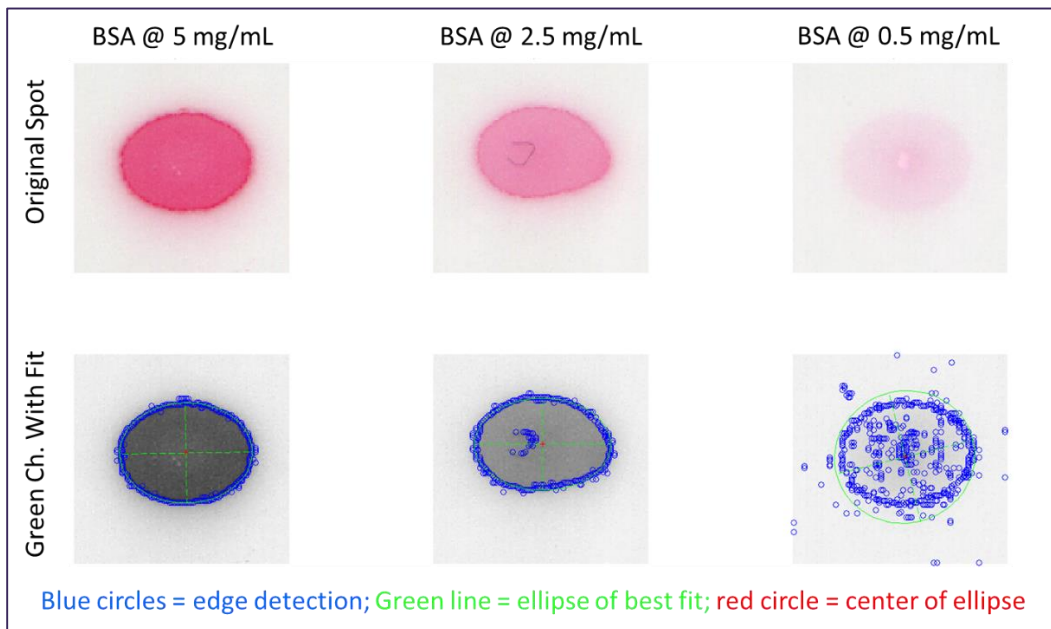 BSA @ 5 mg/mL
BSA @ 2.5 mg/mL
BSA @ 0.5 mg/mL
Original Spot
Green Ch. With Fit
Blue circles = edge detection; Green line = ellipse of best fit; red circle = center of ellipse